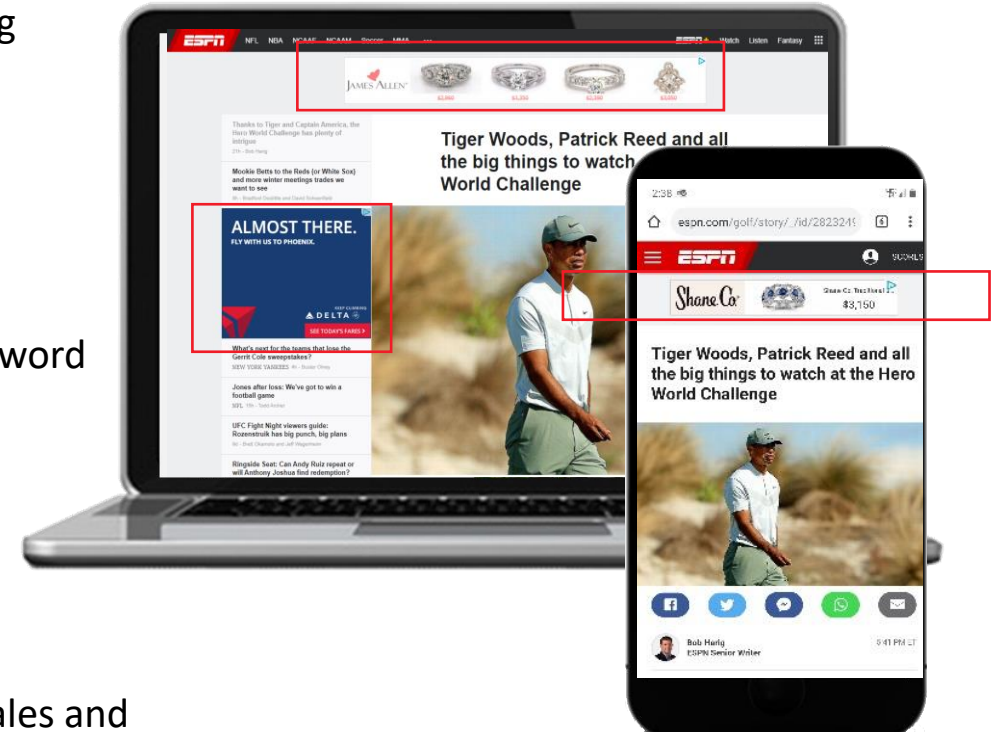 g
word
ales and
ESPN NFL NBA NCAAF NCAAM Soccer MMA ...
ESPN+ Watch Listen Fantasy
JAMES ALLEN
Thanks to Tiger and Captain America, the
Hero World Challenge has plenty of
intrigue
Mookie Betts to the Reds (or White Sox)
and more winter meetings trades we
want to see
ALMOST THERE.
FLY WITH US TO PHOENIX.
DELTA
SEE TODAY'S FARES
What's next for the teams that lose the
Gerrit Cole sweepstakes?
NEW YORK YANKEES
Jones after loss: We've got to win a
football game
NFL
UFC Fight Night viewers guide:
Rozenstruik has big punch, big plans
Ringside Seat: Can Andy Ruiz repeat or
will Anthony Joshua find redemption?
Tiger Woods, Patrick Reed and all
the big things to watch
World Challenge
2:38
espn.com/golf/story/_/id/2823249
ESPN SCORES
Shane Co.
$3,150
Tiger Woods, Patrick Reed and all
the big things to watch at the Hero
World Challenge
Bob Harig
ESPN Senior Writer